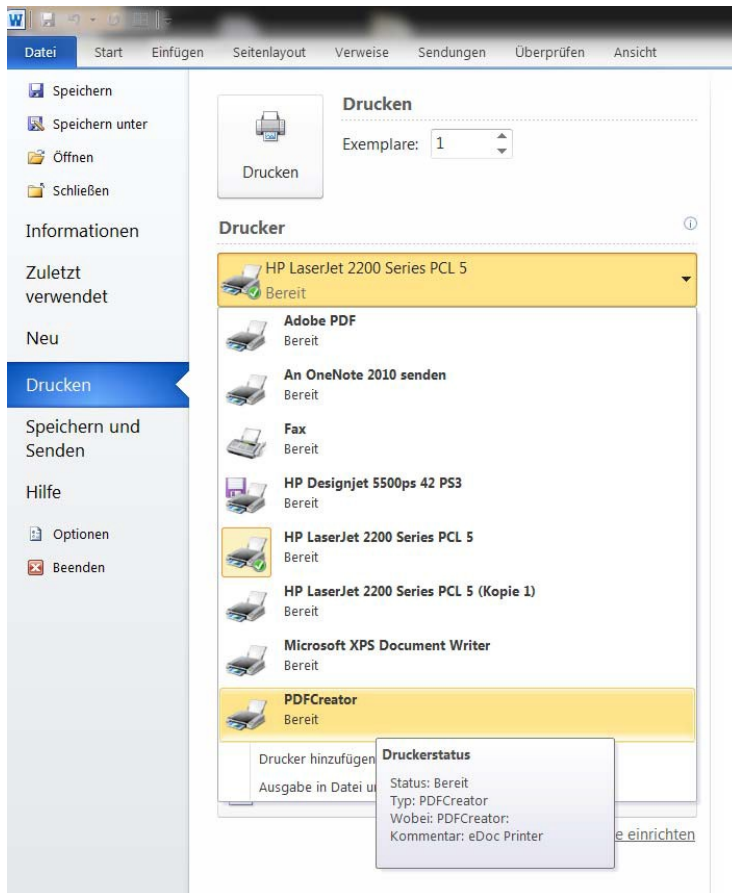 W
Datei Start Einfügen Seitenlayout Verweise Sendungen Überprüfen Ansicht
Speichern
Speichern unter
Öffnen
Schließen
Informationen
Zuletzt
verwendet
Neu
Drucken
Speichern und
Senden
Hilfe
Optionen
Beenden
Drucken
Drucken
Exemplare: 1
Drucker
HP LaserJet 2200 Series PCL 5
Bereit
Adobe PDF
Bereit
An OneNote 2010 senden
Bereit
Fax
Bereit
HP Designjet 5500ps 42 PS3
Bereit
HP LaserJet 2200 Series PCL 5
Bereit
HP LaserJet 2200 Series PCL 5 (Kopie 1)
Bereit
Microsoft XPS Document Writer
Bereit
PDFCreator
Bereit
Drucker hinzufügen
Ausgabe in Datei u
Druckerstatus
Status: Bereit
Typ: PDFCreator
Wobei: PDFCreator:
Kommentar: eDoc Printer
e einrichten